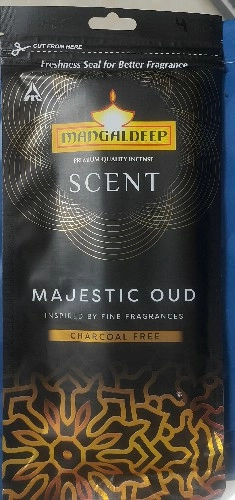 4
CUT FROM HERE
Freshness Seal for Better Fragrance
MANGALDEEP
PREMIUM QUALITY INCENSE
SCENT
MAJESTIC OUD
INSPIRED BY FINE FRAGRANCES
CHARCOAL FREE